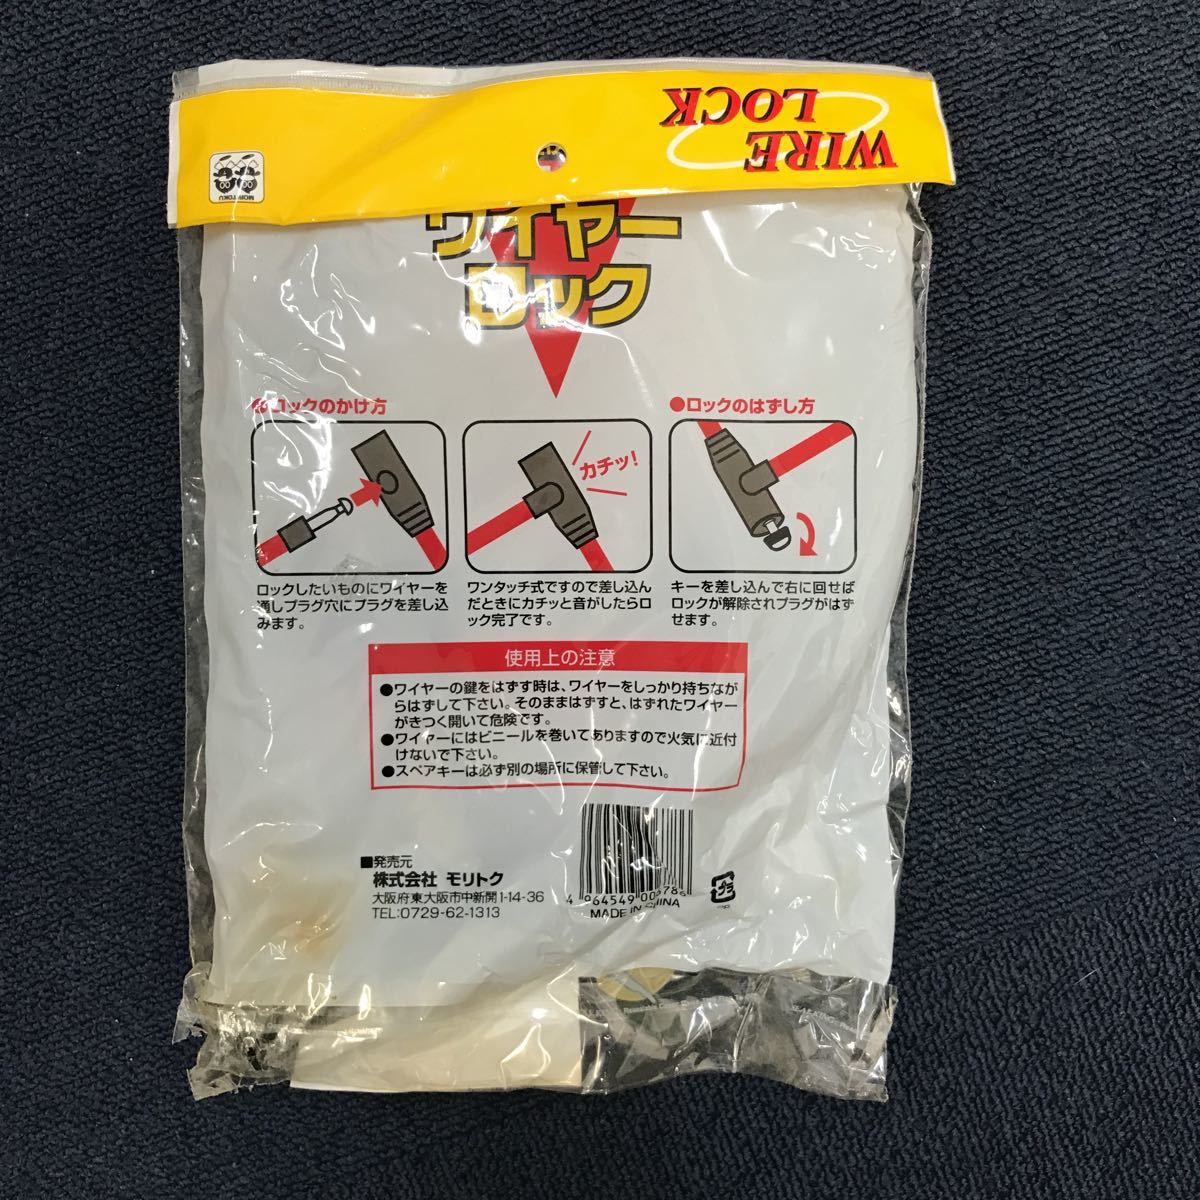 WIRE
LOCK
MORITOKU
ワイヤー
ロック
●ロックのかけ方
ロックしたいものにワイヤーを
通しプラグ穴にプラグを差し込
みます。
カチッ!
ワンタッチ式ですので差し込ん
だときにカチッと音がしたらロ
ック完了です。
●ロックのはずし方
キーを差し込んで右に回せば
ロックが解除されプラグがはず
せます。
使用上の注意
●ワイヤーの鍵をはずす時は、ワイヤーをしっかり持ちなが
らはずして下さい。そのままはずすと、はずれたワイヤー
がきつく開いて危険です。
●ワイヤーにはビニールを巻いてありますので火気に近付
けないで下さい。
●スペアキーは必ず別の場所に保管して下さい。
■発売元
株式会社 モリトク
大阪府東大阪市中新開1-14-36
TEL:0729-62-1313
MADE IN CHINA
プラ